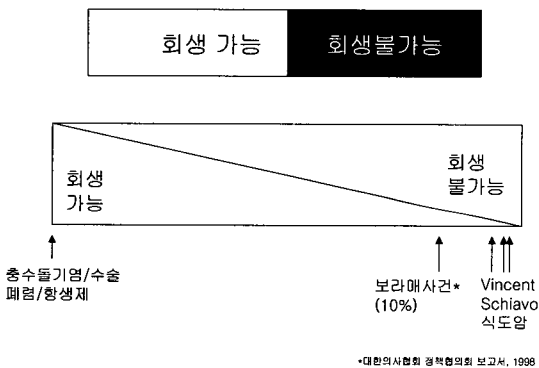 회생 가능 회생불가능
회생
가능
회생
불가능
충수돌기염/수술
폐렴/항생제
보라매사건*
(10%)
Vincent
Schiavo
식도암
*대한의사협회 정책협의회 보고서, 1998